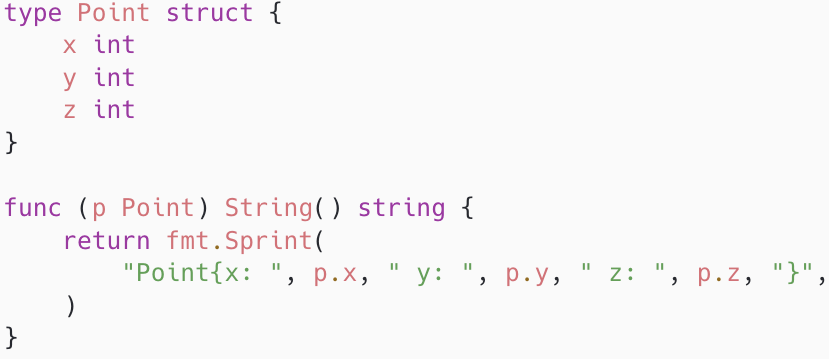 type Point struct {
    x int
    y int
    z int
}

func (p Point) String() string {
    return fmt.Sprint(
        "Point{x: ", p.x, " y: ", p.y, " z: ", p.z, "}",
    )
}